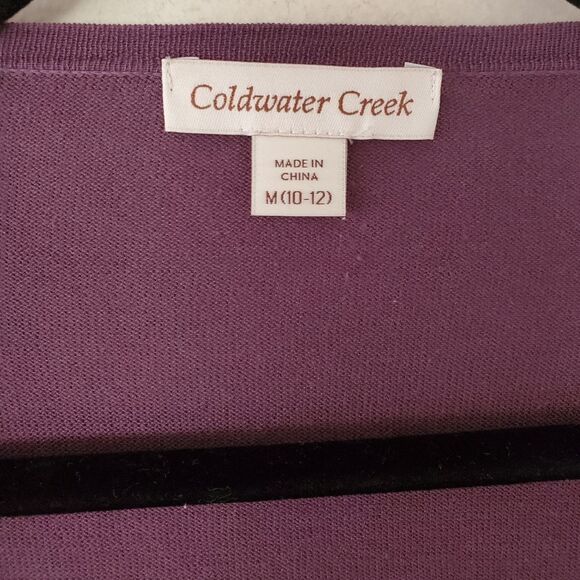 Coldwater Creek
MADE IN
CHINA
M (10-12)